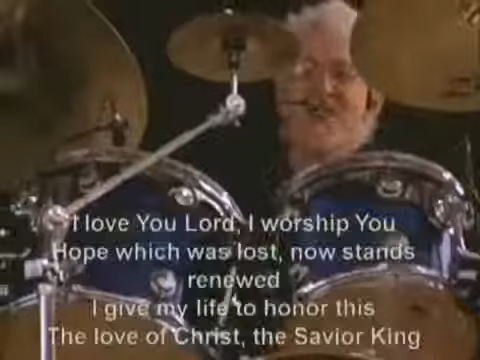 I love You Lord, I worship You
Hope which was lost, now stands
renewed
I give my life to honor this
The love of Christ, the Savior King